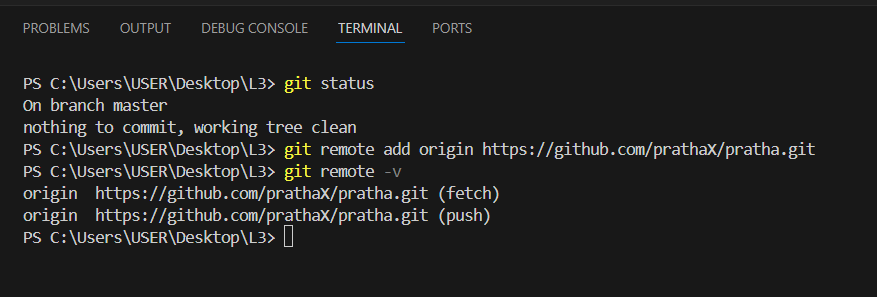 PROBLEMS OUTPUT DEBUG CONSOLE TERMINAL PORTS
PS C:\Users\USER\Desktop\L3> git status
On branch master
nothing to commit, working tree clean
PS C:\Users\USER\Desktop\L3> git remote add origin https://github.com/prathaX/pratha.git
PS C:\Users\USER\Desktop\L3> git remote -v
origin  https://github.com/prathaX/pratha.git (fetch)
origin  https://github.com/prathaX/pratha.git (push)
PS C:\Users\USER\Desktop\L3>